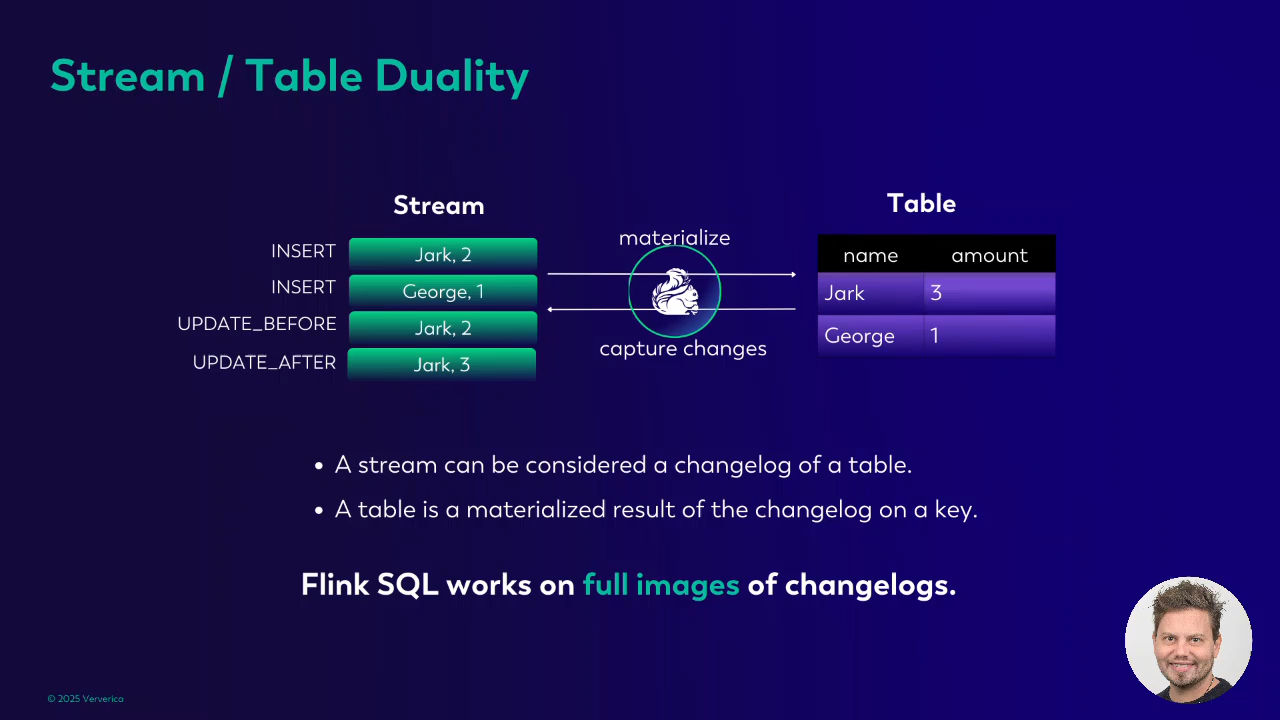 Stream / Table Duality
Stream
INSERT Jark, 2
INSERT George, 1
UPDATE_BEFORE Jark, 2
UPDATE_AFTER Jark, 3
materialize
capture changes
Table
name amount
Jark 3
George 1
• A stream can be considered a changelog of a table.
• A table is a materialized result of the changelog on a key.
Flink SQL works on full images of changelogs.
© 2025 Ververica